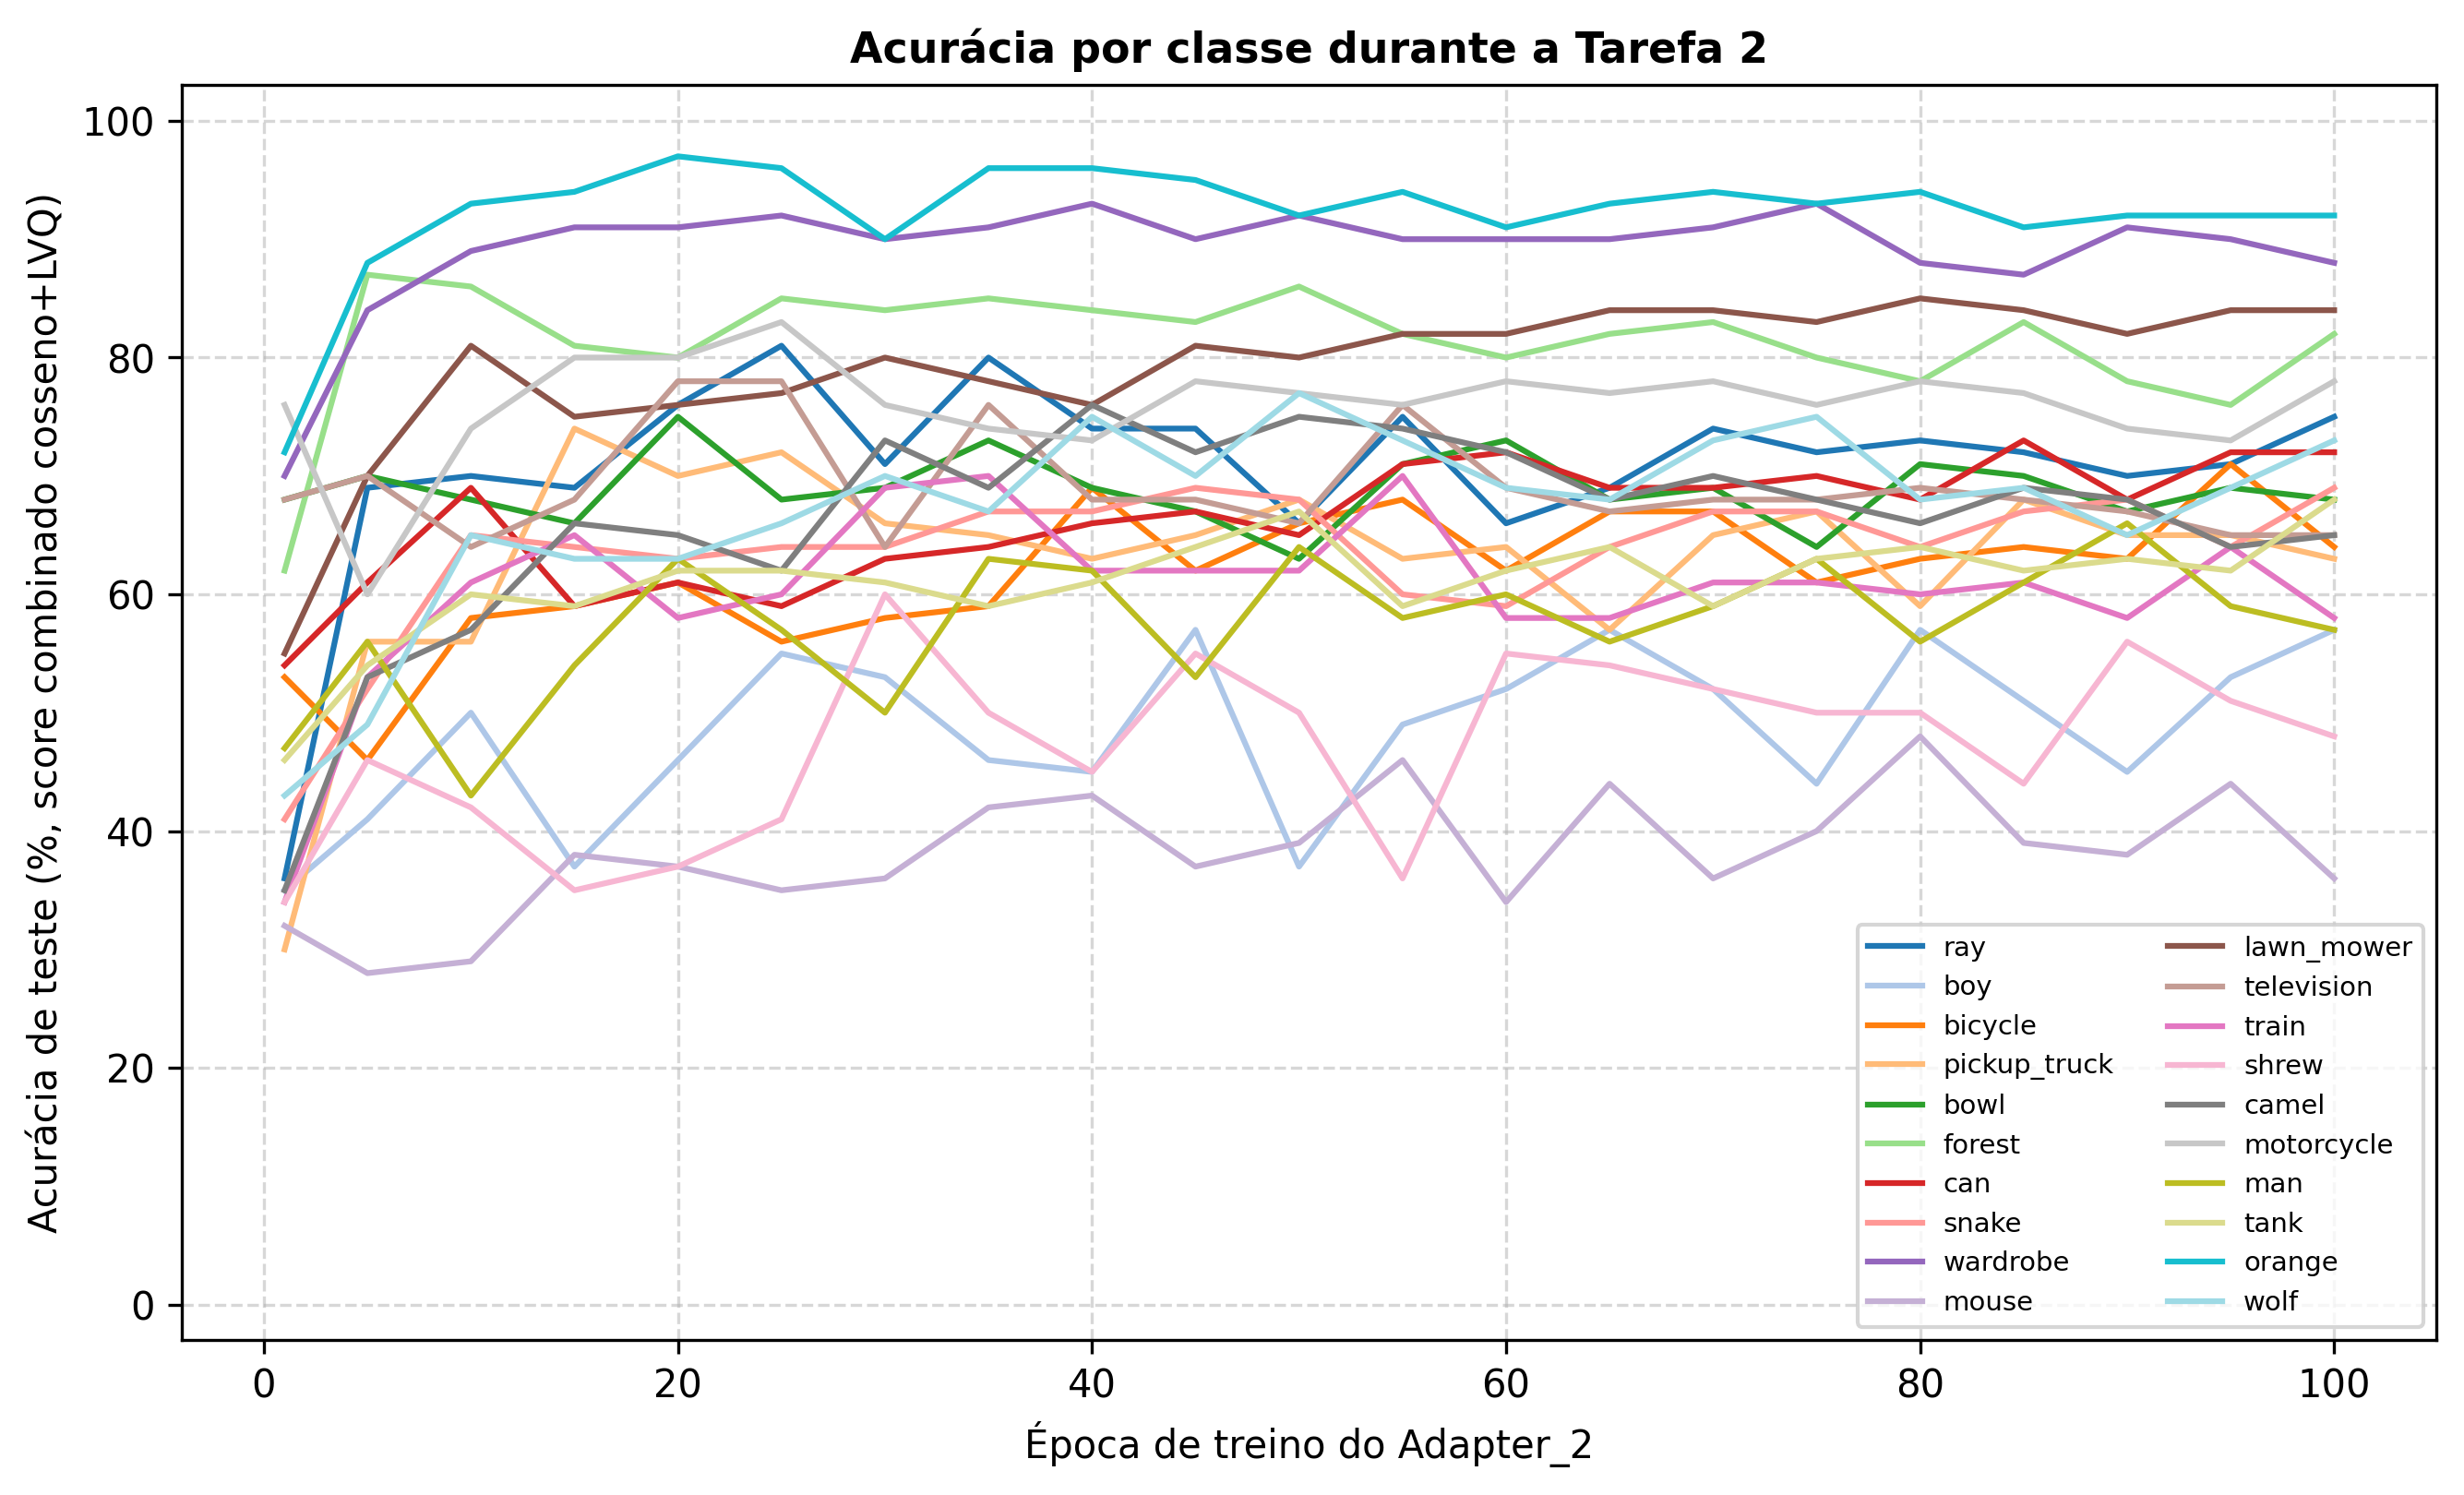 Acurácia por classe durante a Tarefa 2
Acurácia de teste (%, score combinado cosseno+LVQ)
100
80
60
40
20
0
0
20
40
60
80
100
Época de treino do Adapter_2
ray
boy
bicycle
pickup_truck
bowl
forest
can
snake
wardrobe
mouse
lawn_mower
television
train
shrew
camel
motorcycle
man
tank
orange
wolf